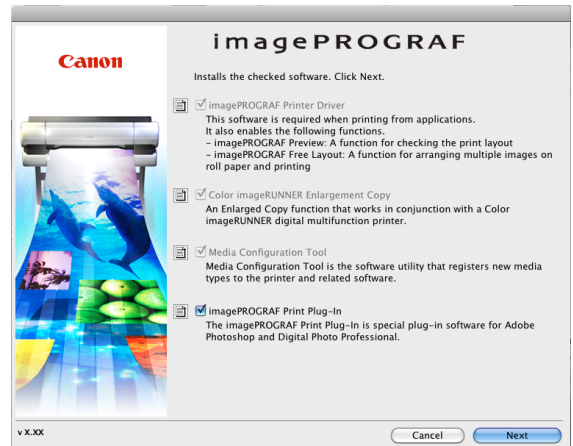 imagePROGRAF
Canon
Installs the checked software. Click Next.
imagePROGRAF Printer Driver
This software is required when printing from applications.
It also enables the following functions.
– imagePROGRAF Preview: A function for checking the print layout
– imagePROGRAF Free Layout: A function for arranging multiple images on
roll paper and printing
Color imageRUNNER Enlargement Copy
An Enlarged Copy function that works in conjunction with a Color
imageRUNNER digital multifunction printer.
Media Configuration Tool
Media Configuration Tool is the software utility that registers new media
types to the printer and related software.
imagePROGRAF Print Plug-In
The imagePROGRAF Print Plug-In is special plug-in software for Adobe
Photoshop and Digital Photo Professional.
v X.XX
Cancel
Next